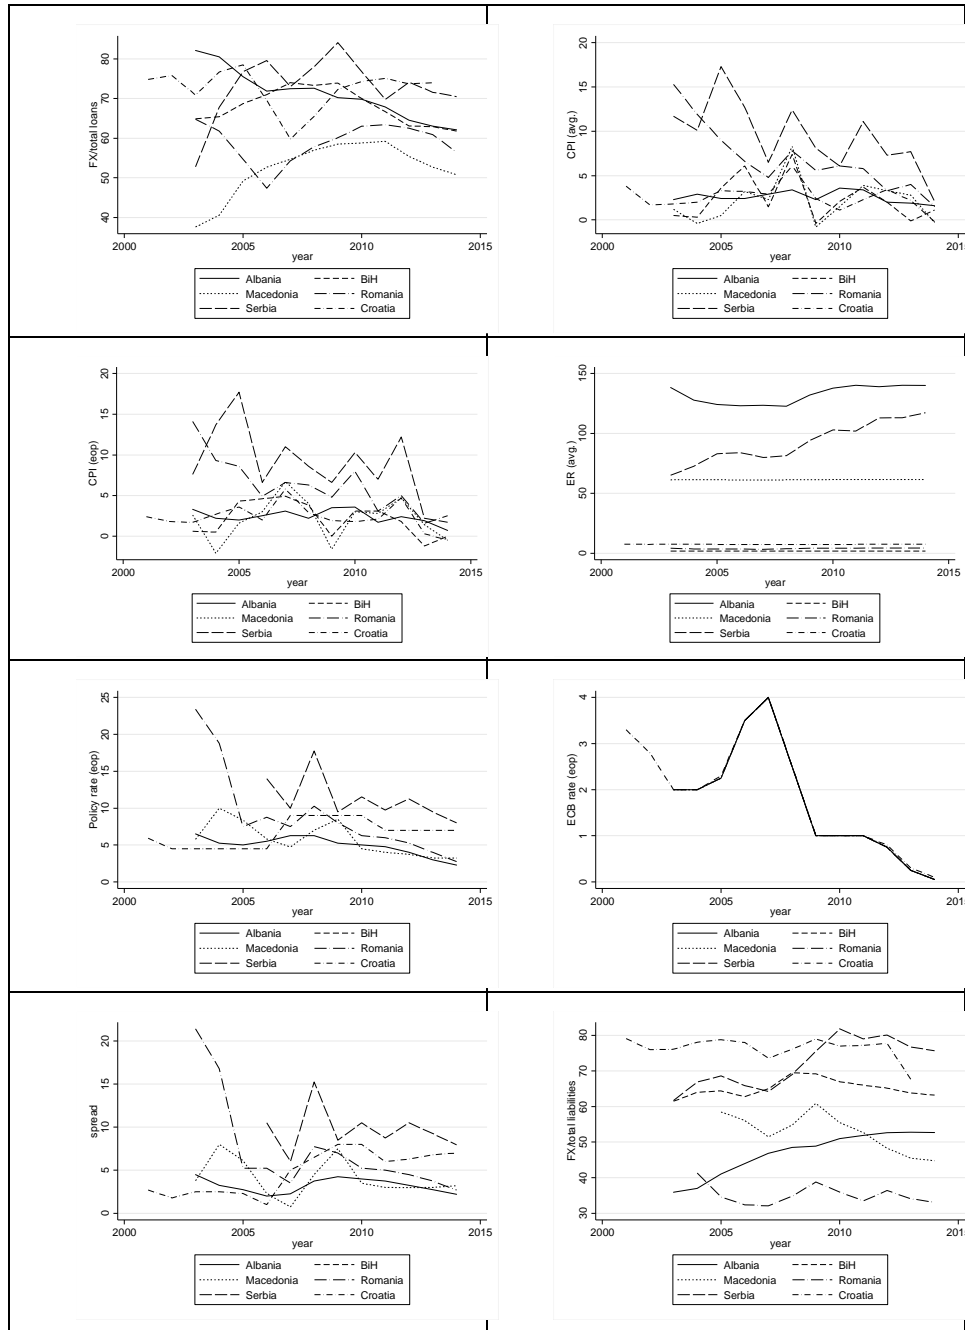 FX/total loans
80
70
60
50
40
2000 2005 2010 2015
year
Albania BiH
Macedonia Romania
Serbia Croatia
CPI (avg.)
20
15
10
5
0
2000 2005 2010 2015
year
Albania BiH
Macedonia Romania
Serbia Croatia
CPI (eop)
20
15
10
5
0
2000 2005 2010 2015
year
Albania BiH
Macedonia Romania
Serbia Croatia
ER (avg.)
150
100
50
0
2000 2005 2010 2015
year
Albania BiH
Macedonia Romania
Serbia Croatia
Policy rate (eop)
25
20
15
10
5
0
2000 2005 2010 2015
year
Albania BiH
Macedonia Romania
Serbia Croatia
ECB rate (eop)
4
3
2
1
0
2000 2005 2010 201
year
Albania BiH
Macedonia Romania
Serbia Croatia
spread
20
15
10
5
0
2000 2005 2010 2015
year
Albania BiH
Macedonia Romania
Serbia Croatia
FX/total liabilities
80
70
60
50
40
30
2000 2005 2010 201
year
Albania BiH
Macedonia Romania
Serbia Croatia